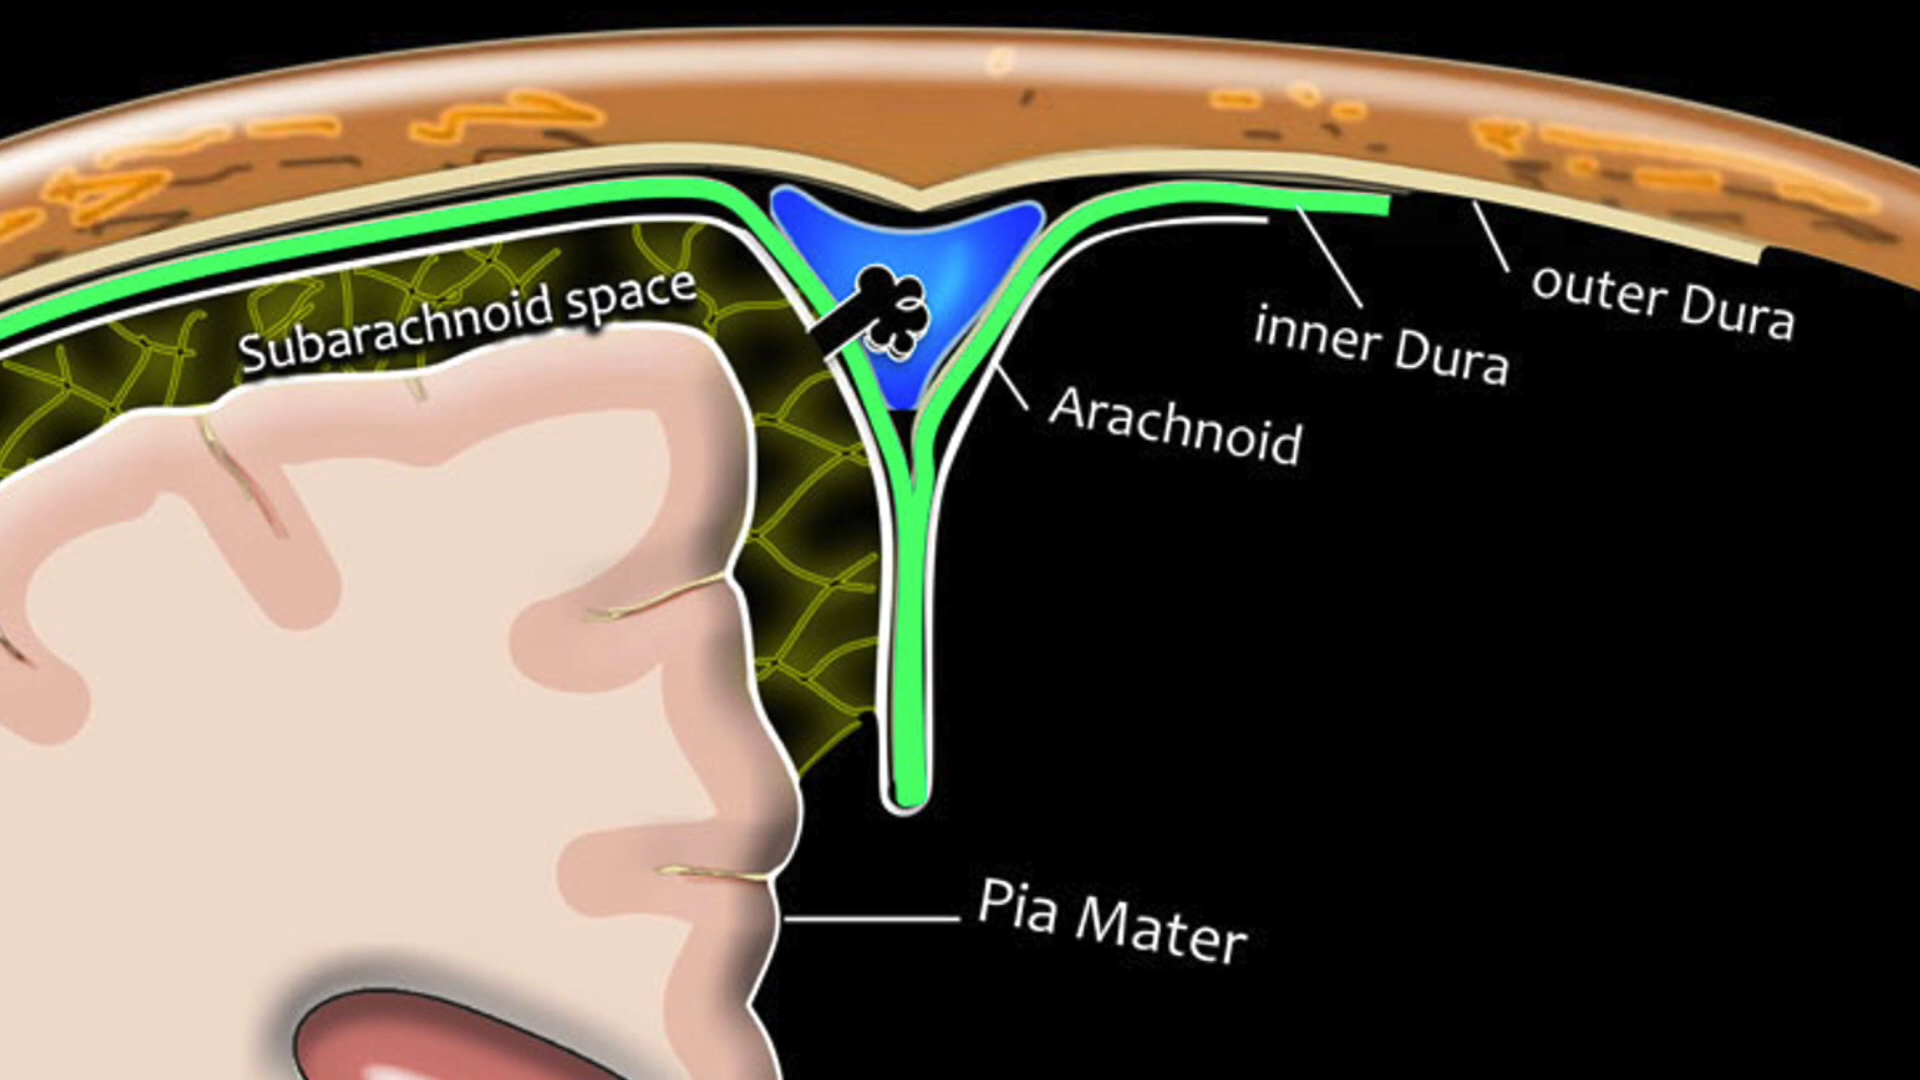 Subarachnoid space
outer Dura
inner Dura
Arachnoid
Pia Mater